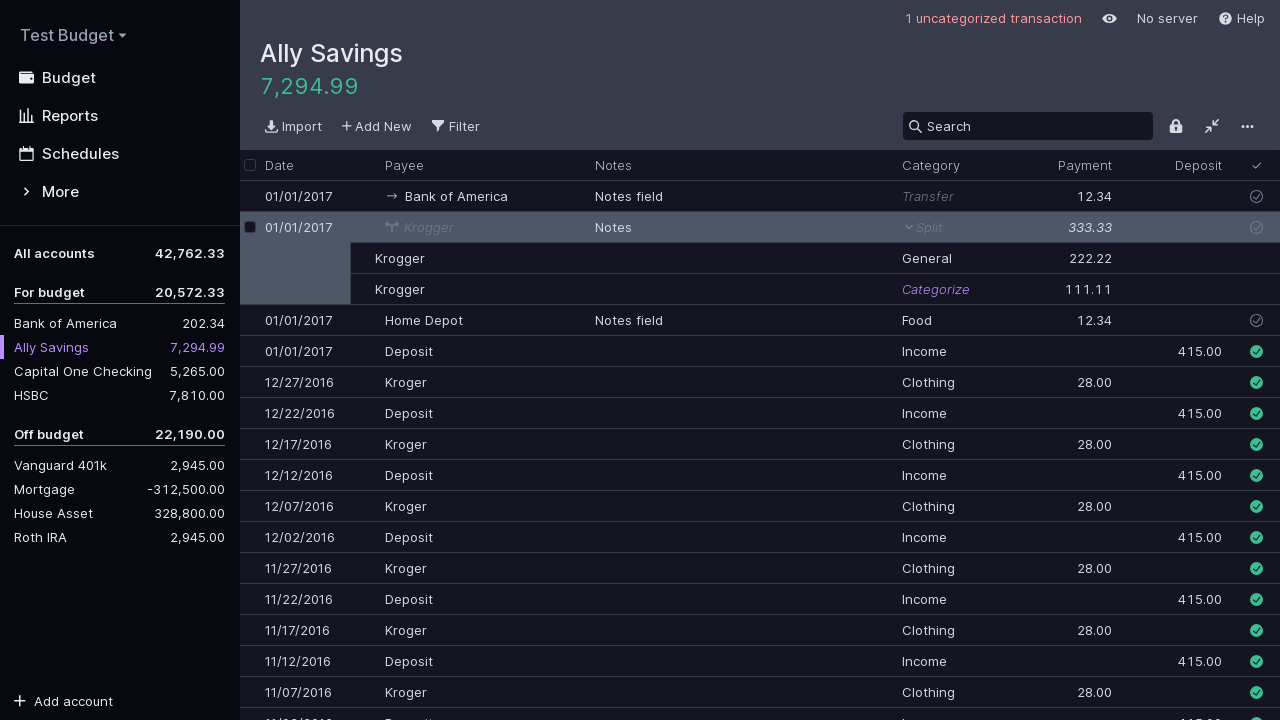 Test Budget
Budget
Reports
Schedules
More
All accounts 42,762.33
For budget 20,572.33
Bank of America 202.34
Ally Savings 7,294.99
Capital One Checking 5,265.00
HSBC 7,810.00
Off budget 22,190.00
Vanguard 401k 2,945.00
Mortgage -312,500.00
House Asset 328,800.00
Roth IRA 2,945.00
Add account
1 uncategorized transaction No server Help
Ally Savings
7,294.99
Import Add New Filter Search
Date Payee Notes Category Payment Deposit
01/01/2017 Bank of America Notes field Transfer 12.34
01/01/2017 Krogger Notes Split 333.33
Krogger General 222.22
Krogger Categorize 111.11
01/01/2017 Home Depot Notes field Food 12.34
01/01/2017 Deposit Income 415.00
12/27/2016 Kroger Clothing 28.00
12/22/2016 Deposit Income 415.00
12/17/2016 Kroger Clothing 28.00
12/12/2016 Deposit Income 415.00
12/07/2016 Kroger Clothing 28.00
12/02/2016 Deposit Income 415.00
11/27/2016 Kroger Clothing 28.00
11/22/2016 Deposit Income 415.00
11/17/2016 Kroger Clothing 28.00
11/12/2016 Deposit Income 415.00
11/07/2016 Kroger Clothing 28.00